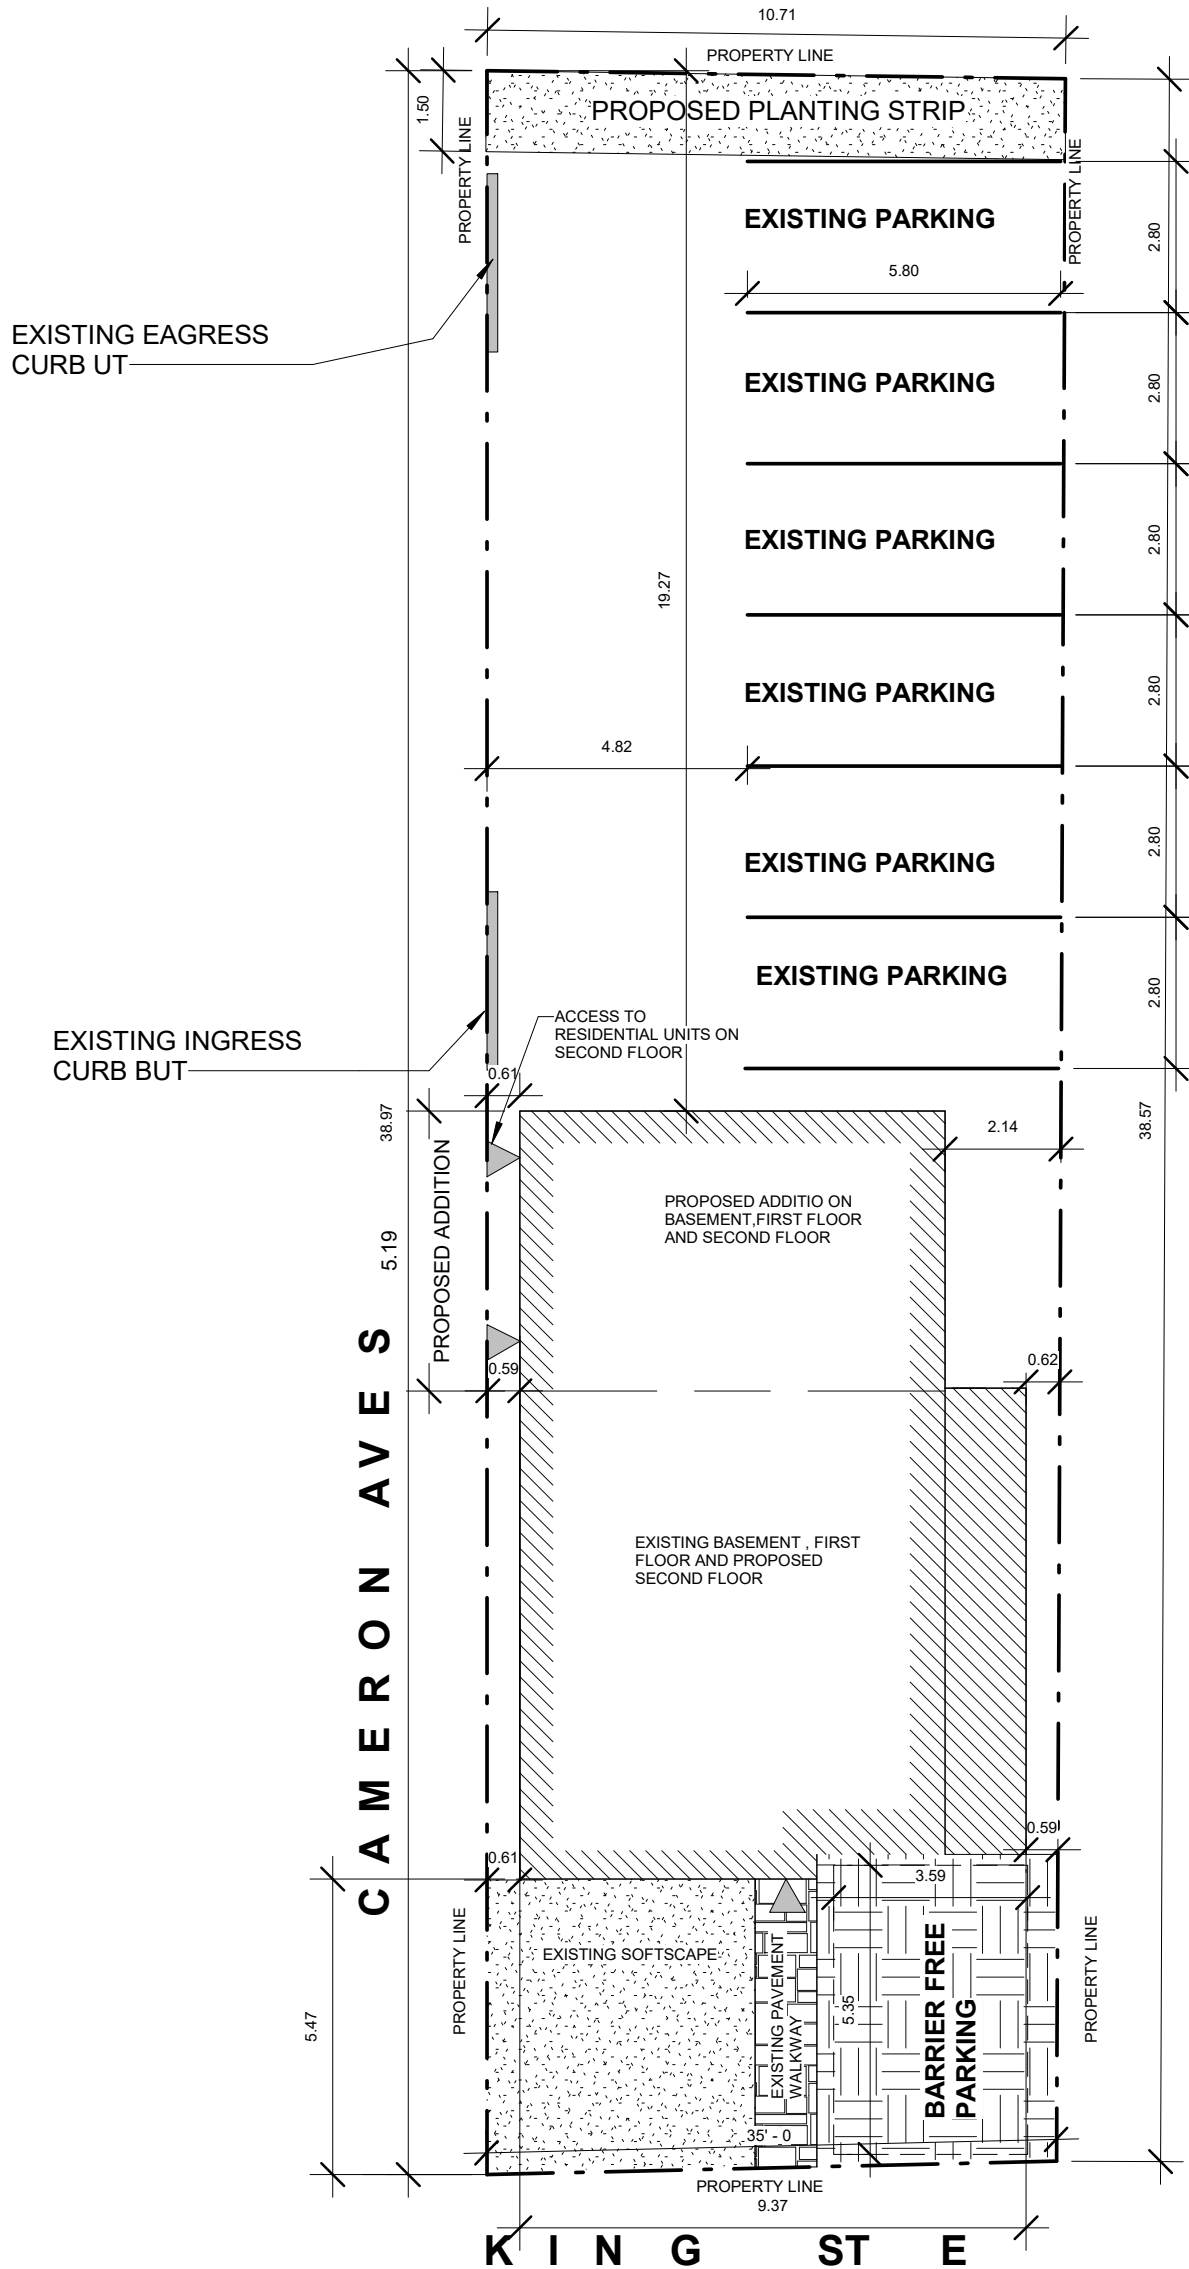 10.71
PROPERTY LINE
1.50
PROPOSED PLANTING STRIP
PROPERTY LINE
PROPERTY LINE
EXISTING PARKING
2.80
5.80
EXISTING EAGRESS
CURB UT
EXISTING PARKING
2.80
EXISTING PARKING
2.80
19.27
EXISTING PARKING
2.80
4.82
EXISTING PARKING
2.80
EXISTING PARKING
2.80
ACCESS TO
RESIDENTIAL UNITS ON
SECOND FLOOR
EXISTING INGRESS
CURB BUT
0.61
38.97
38.57
2.14
PROPOSED ADDITION
5.19
PROPOSED ADDITIO ON
BASEMENT,FIRST FLOOR
AND SECOND FLOOR
0.59
0.62
CAMERON AVES
EXISTING BASEMENT , FIRST
FLOOR AND PROPOSED
SECOND FLOOR
0.59
0.61
3.59
PROPERTY LINE
EXISTING SOFTSCAPE
EXISTING PAVEMENT
WALKWAY
5.35
BARRIER FREE
PARKING
PROPERTY LINE
5.47
35' - 0
PROPERTY LINE
9.37
KING ST E